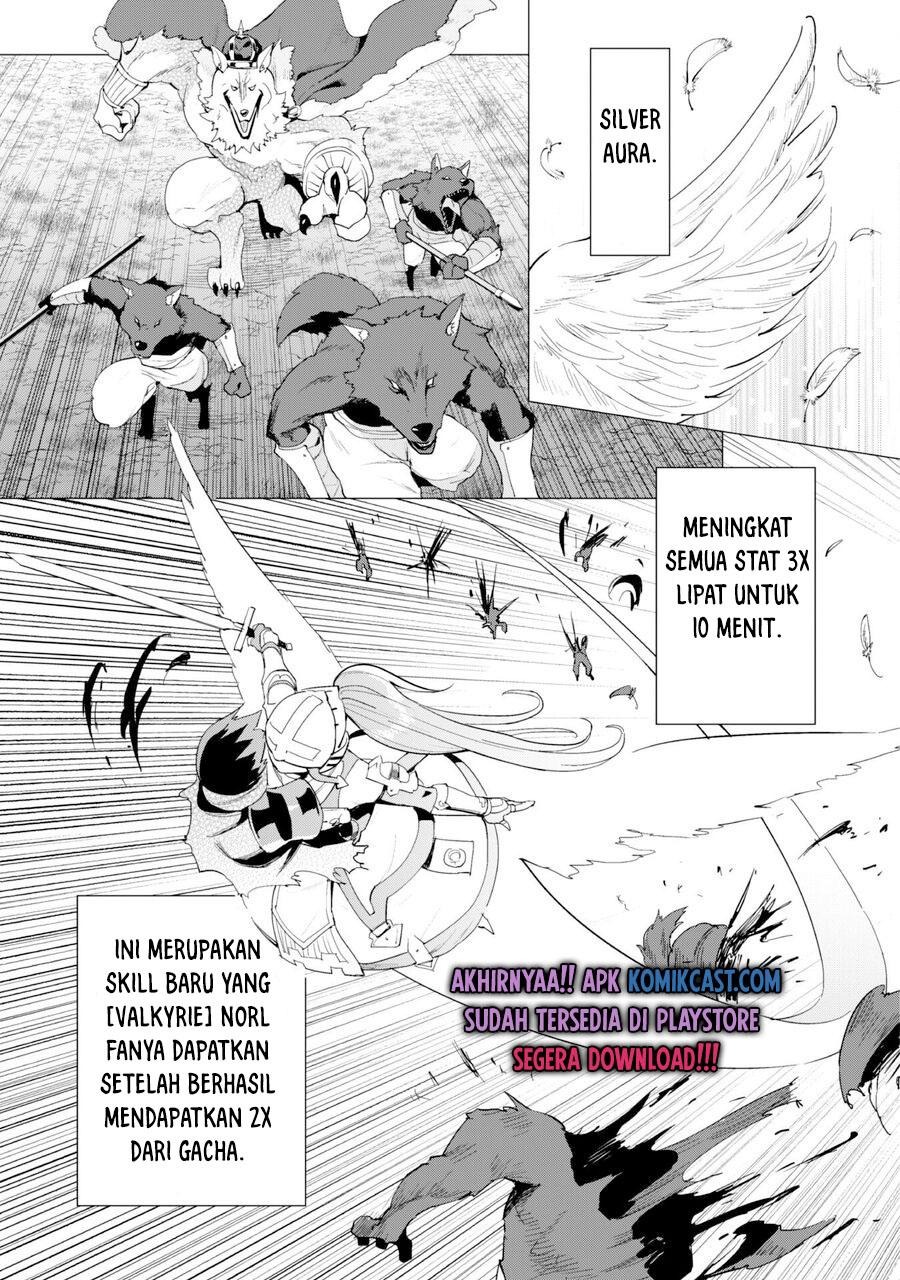 SILVER
AURA.
MENINGKAT
SEMUA STAT 3X
LIPAT UNTUK
10 MENIT.
INI MERUPAKAN
SKILL BARU YANG
[VALKYRIE] NORL
FANYA DAPATKAN
SETELAH BERHASIL
MENDAPATKAN 2X
DARI GACHA.
AKHIRNYAA!! APK KOMIKCAST.COM
SUDAH TERSEDIA DI PLAYSTORE
SEGERA DOWNLOAD!!!